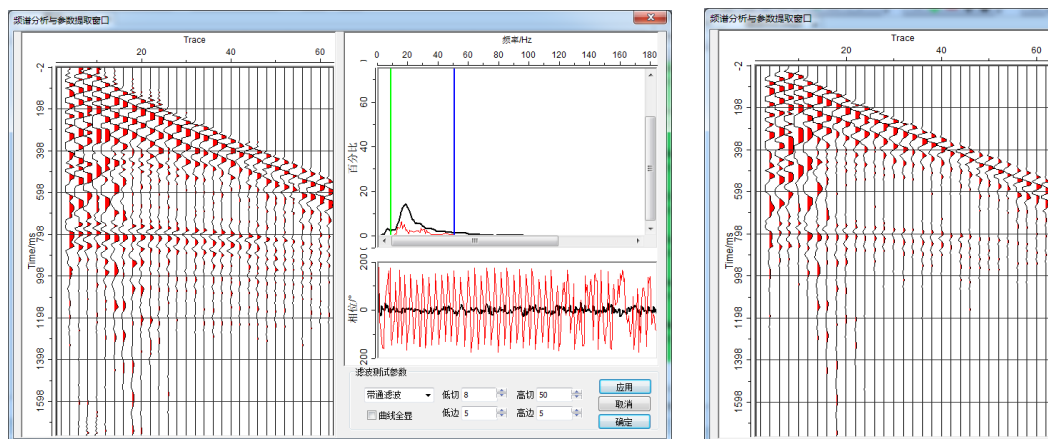 频谱分析与参数提取窗口
Trace
20 40 60
-2
198
398
598
798
998
1198
1398
1598
Time/ms
频率/Hz
0 20 40 60 80 100 120 140 160 180
80
60
40
20
0
百分比
200
0
200
相位/°
滤波测试参数
带通滤波 低切 8 高切 50 应用
取消
曲线全显 低边 5 高边 5 确定
频谱分析与参数提取窗口
Trace
20 40 60
-2
198
398
598
798
998
1198
1398
1598
Time/ms